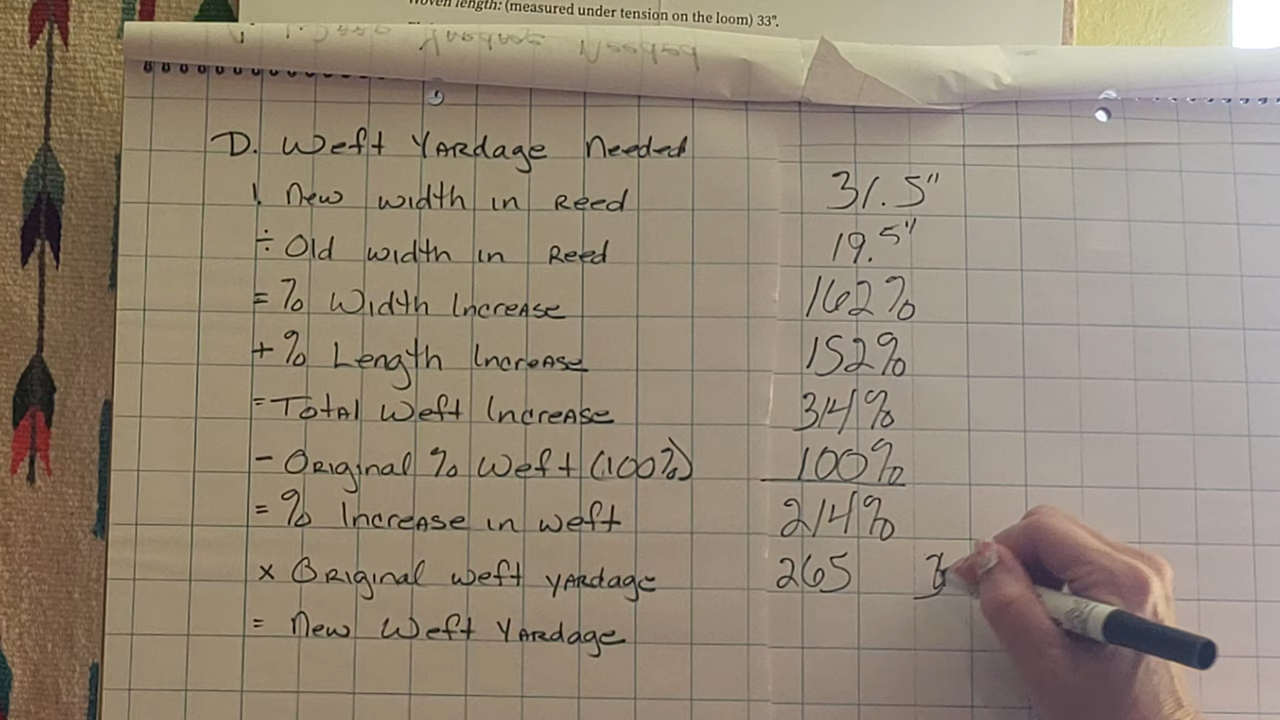 Woven length: (measured under tension on the loom) 33".
D. Weft Yardage Needed
1. New width in Reed 31.5"
÷ Old width in Reed 19.5"
= % Width Increase 162%
+ % Length Increase 152%
= Total Weft Increase 314%
- Original % Weft (100%) 100%
= % Increase in weft 214%
x Original weft yardage 265
= New Weft Yardage